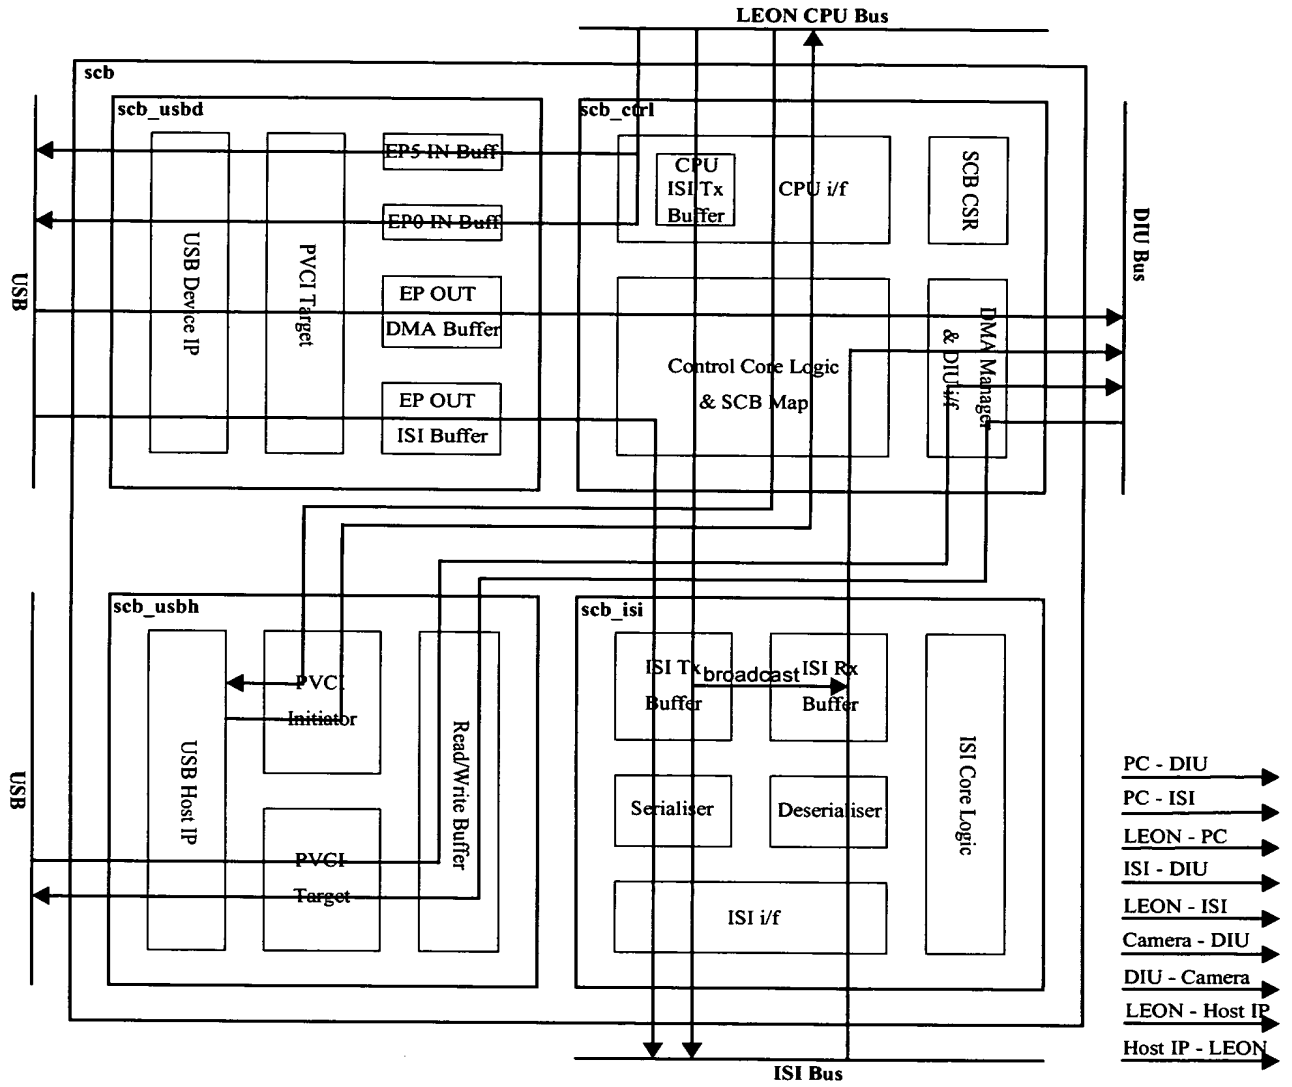 LEON CPU Bus
scb
scb_usbd
scb_ctrl
EP5 IN Buff
EP0 IN Buff
EP OUT
DMA Buffer
EP OUT
ISI Buffer
USB Device IP
PVCI Target
USB
CPU
ISI Tx
Buffer
CPU i/f
SCB CSR
Control Core Logic
& SCB Map
DMA Manager
& DIU i/f
DIU Bus
scb_usbh
scb_isi
USB
USB Host IP
PVCI
Initiator
PVCI
Target
Read/Write Buffer
ISI Tx
Buffer
broadcast
ISI Rx
Buffer
Serialiser
Deserialiser
ISI i/f
ISI Core Logic
ISI Bus
PC - DIU
PC - ISI
LEON - PC
ISI - DIU
LEON - ISI
Camera - DIU
DIU - Camera
LEON - Host IP
Host IP - LEON